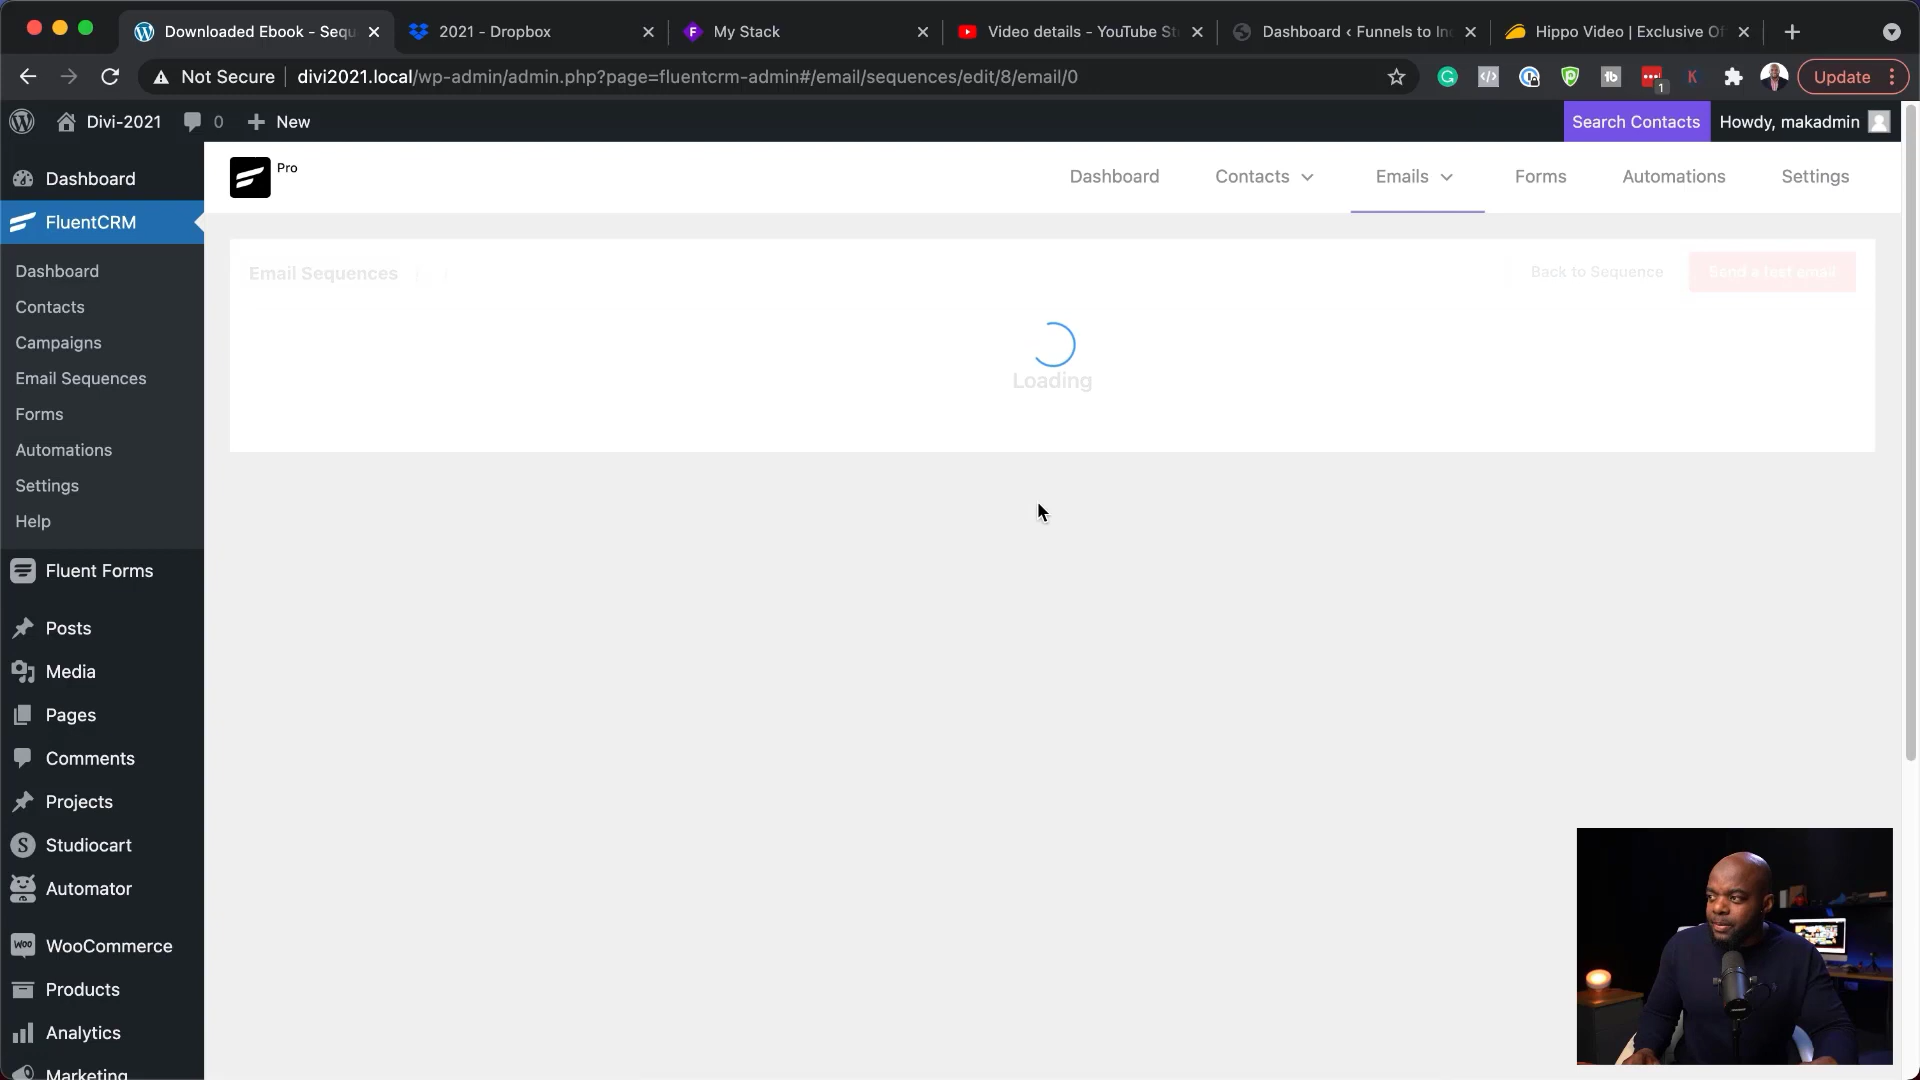 Downloaded Ebook - Sequ
2021 - Dropbox
My Stack
Video details - YouTube St
Dashboard ‹ Funnels to In
Hippo Video | Exclusive Of
Not Secure
divi2021.local/wp-admin/admin.php?page=fluentcrm-admin#/email/sequences/edit/8/email/0
1
Update
Divi-2021
0
New
Search Contacts
Howdy, makadmin
Dashboard
FluentCRM
Dashboard
Contacts
Campaigns
Email Sequences
Forms
Automations
Settings
Help
Fluent Forms
Posts
Media
Pages
Comments
Projects
Studiocart
Automator
WooCommerce
Products
Analytics
Marketing
Pro
Dashboard
Contacts
Emails
Forms
Automations
Settings
Email Sequences
Back to Sequence
Send a test email
Loading